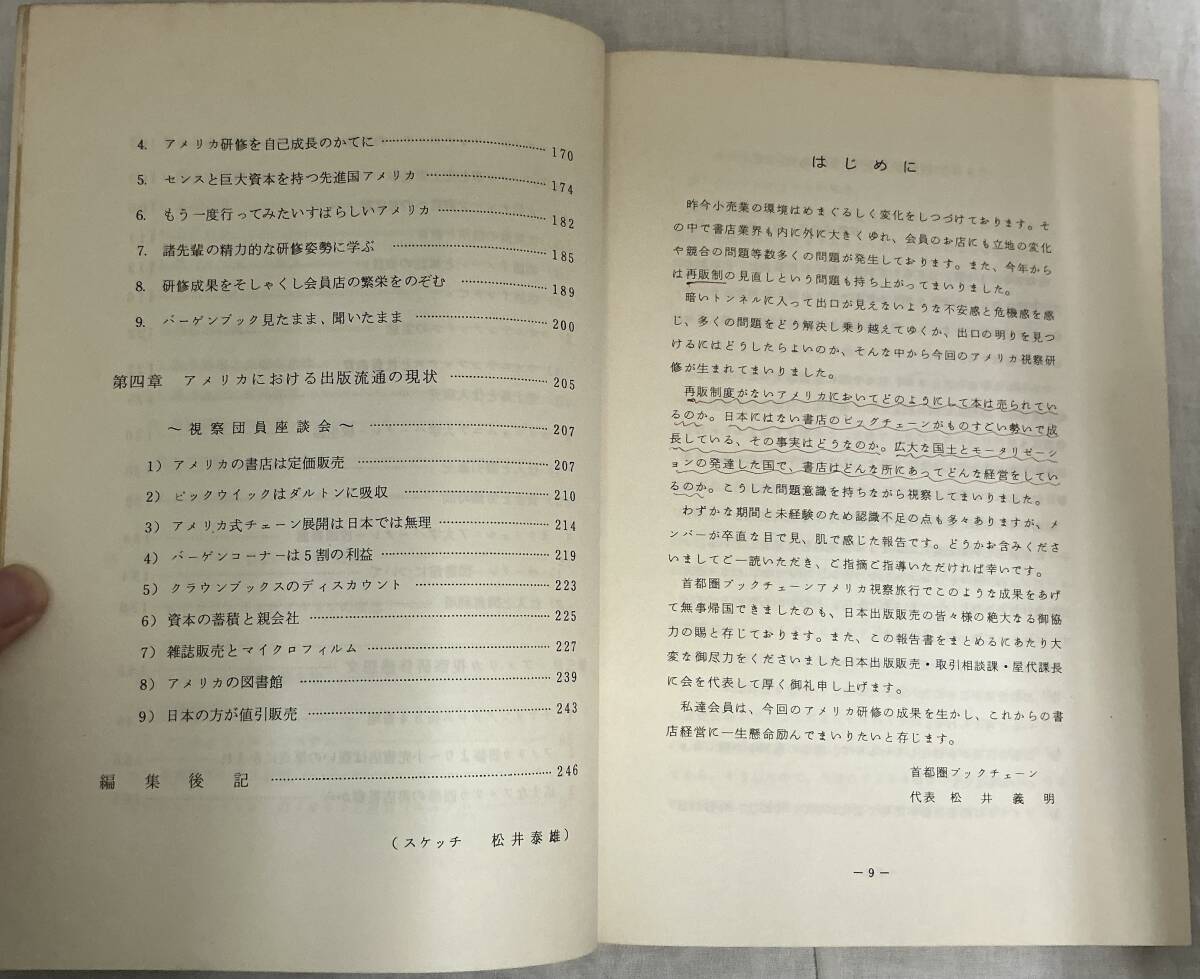 4. アメリカ研修を自己成長のかてに……………………………170
5. センスと巨大資本を持つ先進国アメリカ ……………………174
6. もう一度行ってみたいすばらしいアメリカ …………………182
7. 諸先輩の精力的な研修姿勢に学ぶ ……………………………185
8. 研修成果をそしゃくし会員店の繁栄をのぞむ ………………189
9. バーゲンブック見たまま、聞いたまま ………………………200
第四章 アメリカにおける出版流通の現状 ………………………205
～視察団員座談会～ ………………………………………………207
1) アメリカの書店は定価販売 ……………………………………207
2) ピックウイックはダルトンに吸収 ……………………………210
3) アメリカ式チェーン展開は日本では無理 ……………………214
4) バーゲンコーナーは5割の利益 ………………………………219
5) クラウンブックスのディスカウント …………………………223
6) 資本の蓄積と親会社 ……………………………………………225
7) 雑誌販売とマイクロフィルム …………………………………227
8) アメリカの図書館 ………………………………………………239
9) 日本の方が値引販売 ……………………………………………243
編集後記 ……………………………………………………………246
(スケッチ 松井泰雄)
はじめに
昨今小売業の環境はめまぐるしく変化をしつづけております。そ
の中で書店業界も内に外に大きくゆれ、会員のお店にも立地の変化
や競合の問題等数多くの問題が発生しております。また、今年から
は再販制の見直しという問題も持ち上がってまいりました。
暗いトンネルに入って出口が見えないような不安感と危機感を感
じ、多くの問題をどう解決し乗り越えてゆくか、出口の明りを見つ
けるにはどうしたらよいのか、そんな中から今回のアメリカ視察研
修が生まれてまいりました。
再販制度がないアメリカにおいてどのようにして本は売られてい
るのか。日本にはない書店のビッグチェーンがものすごい勢いで成
長している、その事実はどうなのか。広大な国土とモータリゼーシ
ョンの発達した国で、書店はどんな所にあってどんな経営をしてい
るのか。こうした問題意識を持ちながら視察してまいりました。
わずかな期間と未経験のため認識不足の点も多々ありますが、メ
ンバーが卒直な目で見、肌で感じた報告です。どうかお含みくださ
いましてご一読いただき、ご指摘ご指導いただければ幸いです。
首都圏ブックチェーンアメリカ視察旅行でこのような成果をあげ
て無事帰国できましたのも、日本出版販売の皆々様の絶大なる御協
力の賜と存じております。また、この報告書をまとめるにあたり大
変な御尽力をくださいました日本出版販売・取引相談課・屋代課長
に会を代表して厚く御礼申し上げます。
私達会員は、今回のアメリカ研修の成果を生かし、これからの書
店経営に一生懸命励んでまいりたいと存じます。
首都圏ブックチェーン
代表 松井義明
―9―